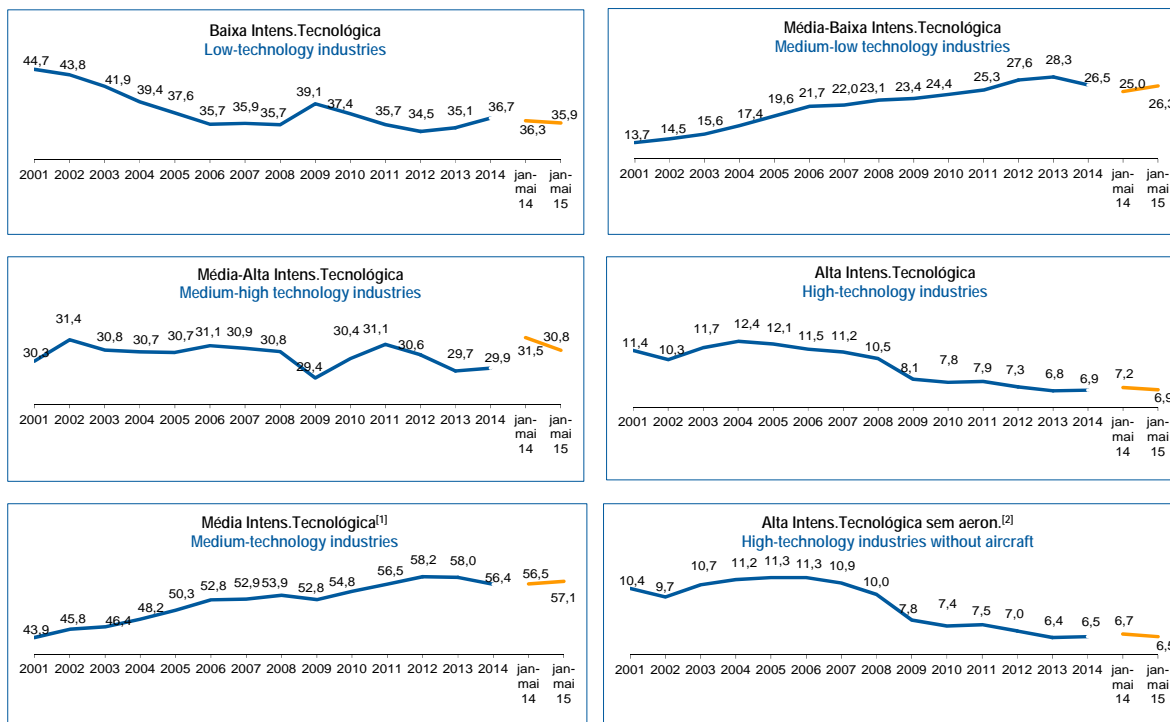 Baixa Intens.Tecnológica
Low-technology industries
44,7 43,8 41,9 39,4 37,6 35,7 35,9 35,7 39,1 37,4 35,7 34,5 35,1 36,7 36,3 35,9
2001 2002 2003 2004 2005 2006 2007 2008 2009 2010 2011 2012 2013 2014 jan-mai 14 jan-mai 15
Média-Baixa Intens.Tecnológica
Medium-low technology industries
13,7 14,5 15,6 17,4 19,6 21,7 22,0 23,1 23,4 24,4 25,3 27,6 28,3 26,5 25,0 26,3
2001 2002 2003 2004 2005 2006 2007 2008 2009 2010 2011 2012 2013 2014 jan-mai 14 jan-mai 15
Média-Alta Intens.Tecnológica
Medium-high technology industries
30,3 31,4 30,8 30,7 30,7 31,1 30,9 30,8 29,4 30,4 31,1 30,6 29,7 29,9 31,5 30,8
2001 2002 2003 2004 2005 2006 2007 2008 2009 2010 2011 2012 2013 2014 jan-mai 14 jan-mai 15
Alta Intens.Tecnológica
High-technology industries
11,4 10,3 11,7 12,4 12,1 11,5 11,2 10,5 8,1 7,8 7,9 7,3 6,8 6,9 7,2 6,9
2001 2002 2003 2004 2005 2006 2007 2008 2009 2010 2011 2012 2013 2014 jan-mai 14 jan-mai 15
Média Intens.Tecnológica[1]
Medium-technology industries
43,9 45,8 46,4 48,2 50,3 52,8 52,9 53,9 52,8 54,8 56,5 58,2 58,0 56,4 56,5 57,1
2001 2002 2003 2004 2005 2006 2007 2008 2009 2010 2011 2012 2013 2014 jan-mai 14 jan-mai 15
Alta Intens.Tecnológica sem aeron.[2]
High-technology industries without aircraft
10,4 9,7 10,7 11,2 11,3 11,3 10,9 10,0 7,8 7,4 7,5 7,0 6,4 6,5 6,7 6,5
2001 2002 2003 2004 2005 2006 2007 2008 2009 2010 2011 2012 2013 2014 jan-mai 14 jan-mai 15